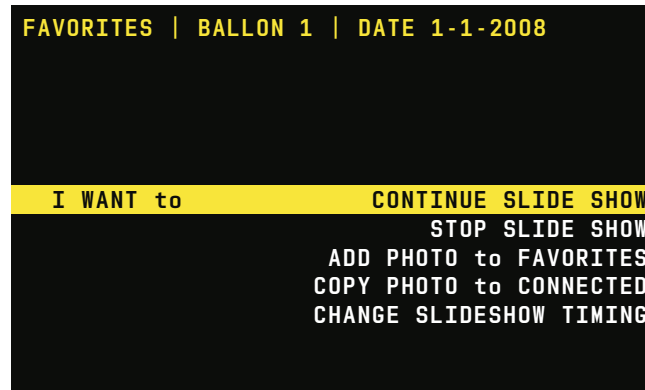 FAVORITES | BALLON 1 | DATE 1-1-2008
I WANT to CONTINUE SLIDE SHOW
STOP SLIDE SHOW
ADD PHOTO to FAVORITES
COPY PHOTO to CONNECTED
CHANGE SLIDESHOW TIMING